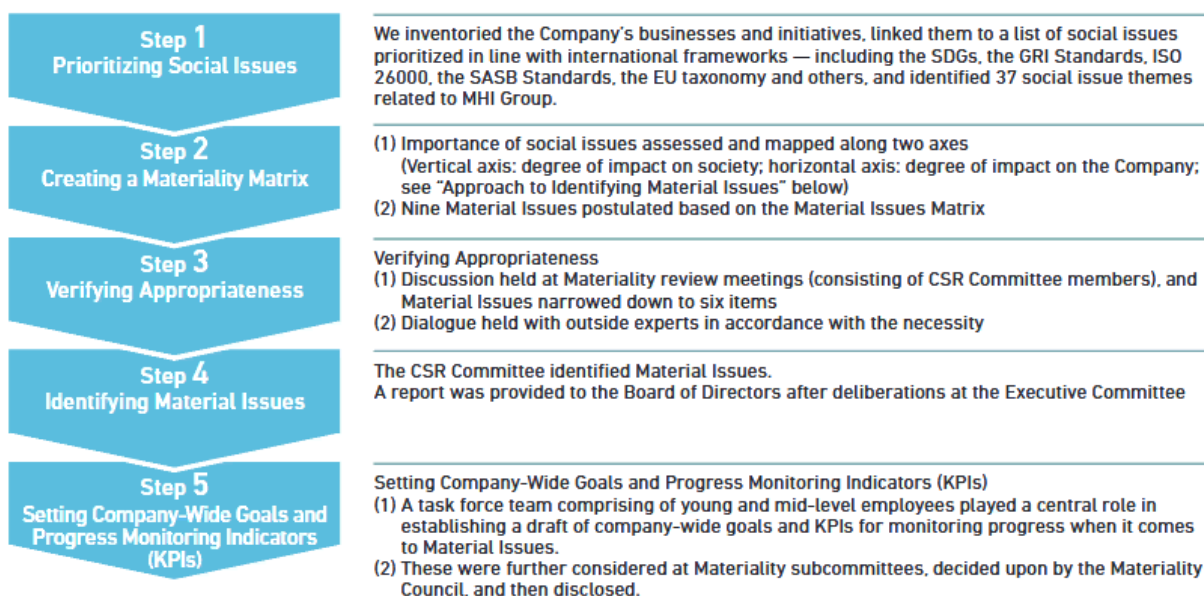 Step 1
Prioritizing Social Issues
We inventoried the Company's businesses and initiatives, linked them to a list of social issues
prioritized in line with international frameworks — including the SDGs, the GRI Standards, ISO
26000, the SASB Standards, the EU taxonomy and others, and identified 37 social issue themes
related to MHI Group.
Step 2
Creating a Materiality Matrix
(1) Importance of social issues assessed and mapped along two axes
(Vertical axis: degree of impact on society; horizontal axis: degree of impact on the Company;
see “Approach to Identifying Material Issues” below)
(2) Nine Material Issues postulated based on the Material Issues Matrix
Step 3
Verifying Appropriateness
Verifying Appropriateness
(1) Discussion held at Materiality review meetings (consisting of CSR Committee members), and
Material Issues narrowed down to six items
(2) Dialogue held with outside experts in accordance with the necessity
Step 4
Identifying Material Issues
The CSR Committee identified Material Issues.
A report was provided to the Board of Directors after deliberations at the Executive Committee
Step 5
Setting Company-Wide Goals and
Progress Monitoring Indicators
(KPIs)
Setting Company-Wide Goals and Progress Monitoring Indicators (KPIs)
(1) A task force team comprising of young and mid-level employees played a central role in
establishing a draft of company-wide goals and KPIs for monitoring progress when it comes
to Material Issues.
(2) These were further considered at Materiality subcommittees, decided upon by the Materiality
Council, and then disclosed.